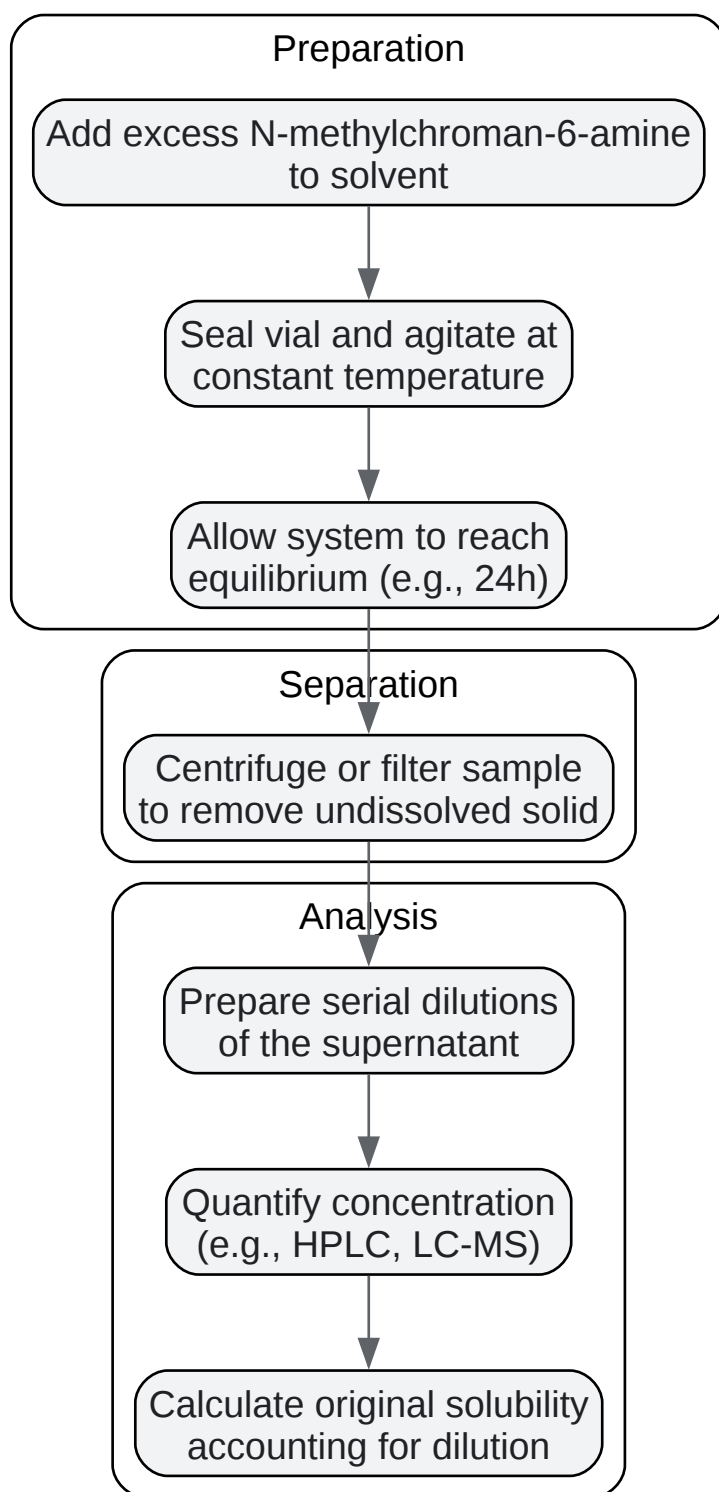 Preparation
Add excess N-methylchroman-6-amine
to solvent
Seal vial and agitate at
constant temperature
Allow system to reach
equilibrium (e.g., 24h)
Separation
Centrifuge or filter sample
to remove undissolved solid
Analysis
Prepare serial dilutions
of the supernatant
Quantify concentration
(e.g., HPLC, LC-MS)
Calculate original solubility
accounting for dilution